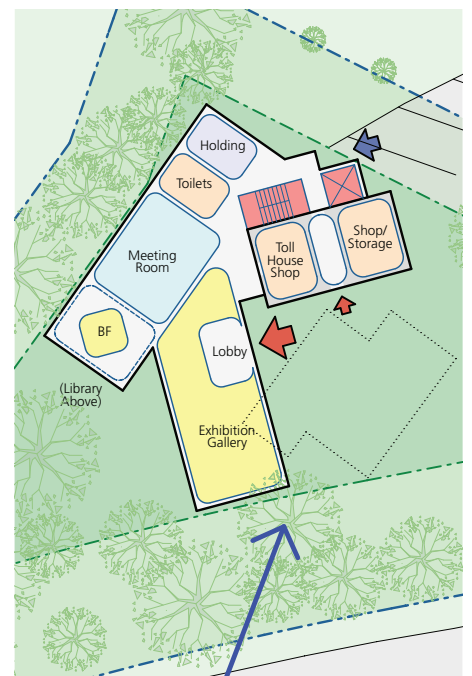 Holding
Toilets
Meeting
Room
Toll
House
Shop
Shop/
Storage
BF
Lobby
(Library
Above)
Exhibition
Gallery